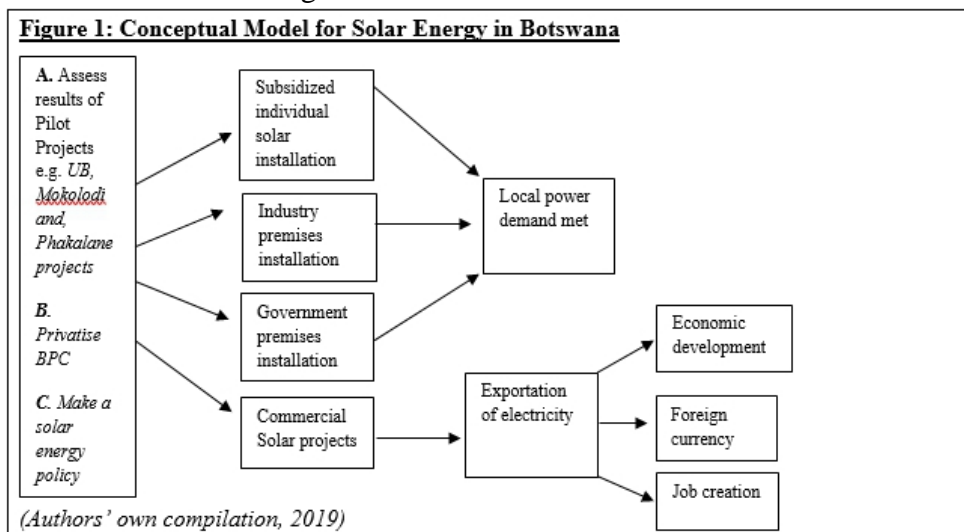 Figure 1: Conceptual Model for Solar Energy in Botswana
A. Assess
results of
Pilot
Projects
e.g. UB,
Mokolodi
and,
Phakalane
projects
B.
Privatise
BPC
C. Make a
solar
energy
policy
Subsidized
individual
solar
installation
Industry
premises
installation
Government
premises
installation
Commercial
Solar projects
Local power
demand met
Exportation
of electricity
Economic
development
Foreign
currency
Job creation
(Authors' own compilation, 2019)